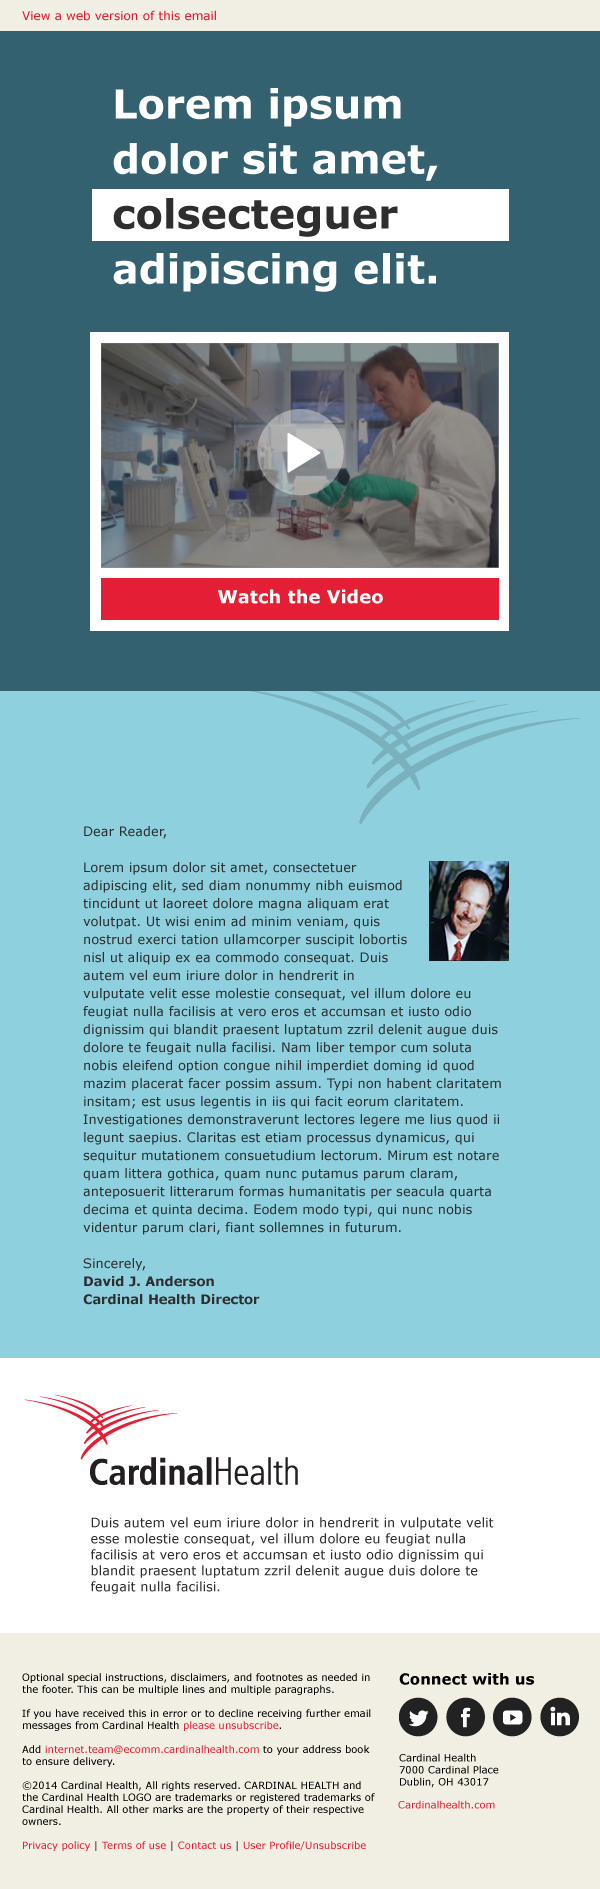 View a web version of this email
Lorem ipsum
dolor sit amet,
colsecteguer
adipiscing elit.
Watch the Video
Dear Reader,
Lorem ipsum dolor sit amet, consectetuer
adipiscing elit, sed diam nonummy nibh euismod
tincidunt ut laoreet dolore magna aliquam erat
volutpat. Ut wisi enim ad minim veniam, quis
nostrud exerci tation ullamcorper suscipit lobortis
nisl ut aliquip ex ea commodo consequat. Duis
autem vel eum iriure dolor in hendrerit in
vulputate velit esse molestie consequat, vel illum dolore eu
feugiat nulla facilisis at vero eros et accumsan et iusto odio
dignissim qui blandit praesent luptatum zzril delenit augue duis
dolore te feugait nulla facilisi. Nam liber tempor cum soluta
nobis eleifend option congue nihil imperdiet doming id quod
mazim placerat facer possim assum. Typi non habent claritatem
insitam; est usus legentis in iis qui facit eorum claritatem.
Investigationes demonstraverunt lectores legere me lius quod ii
legunt saepius. Claritas est etiam processus dynamicus, qui
sequitur mutationem consuetudium lectorum. Mirum est notare
quam littera gothica, quam nunc putamus parum claram,
anteposuerit litterarum formas humanitatis per seacula quarta
decima et quinta decima. Eodem modo typi, qui nunc nobis
videntur parum clari, fiant sollemnes in futurum.
Sincerely,
David J. Anderson
Cardinal Health Director
CardinalHealth
Duis autem vel eum iriure dolor in hendrerit in vulputate velit
esse molestie consequat, vel illum dolore eu feugiat nulla
facilisis at vero eros et accumsan et iusto odio dignissim qui
blandit praesent luptatum zzril delenit augue duis dolore te
feugait nulla facilisi.
Optional special instructions, disclaimers, and footnotes as needed in
the footer. This can be multiple lines and multiple paragraphs.
If you have received this in error or to decline receiving further email
messages from Cardinal Health please unsubscribe.
Add internet.team@ecomm.cardinalhealth.com to your address book
to ensure delivery.
©2014 Cardinal Health, All rights reserved. CARDINAL HEALTH and
the Cardinal Health LOGO are trademarks or registered trademarks of
Cardinal Health. All other marks are the property of their respective
owners.
Privacy policy | Terms of use | Contact us | User Profile/Unsubscribe
Connect with us
Cardinal Health
7000 Cardinal Place
Dublin, OH 43017
Cardinalhealth.com